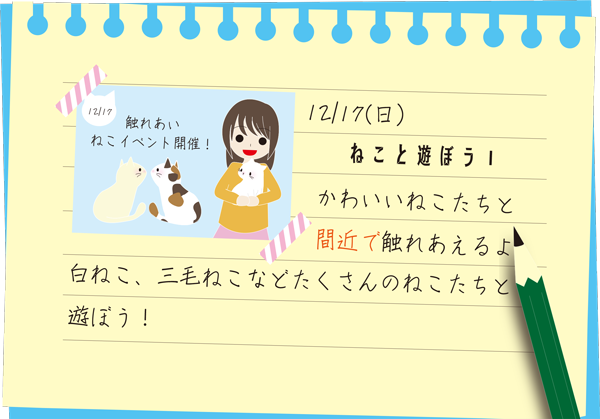 12/17
触れあい
ねこイベント開催！
12/17(日)
ねこと遊ぼう！
かわいいねこたちと
間近で触れあえるよ
白ねこ、三毛ねこなどたくさんのねこたちと
遊ぼう！